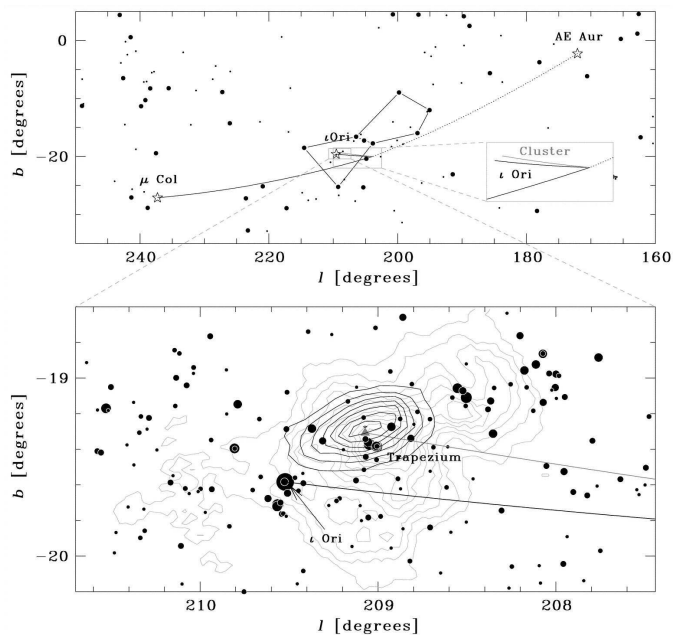 0
AE Aur
ιOri
b [degrees]
-20
Cluster
μ Col
ι Ori
240
220
200
180
160
l [degrees]
-19
b [degrees]
Trapezium
ι Ori
-20
210
209
208
l [degrees]